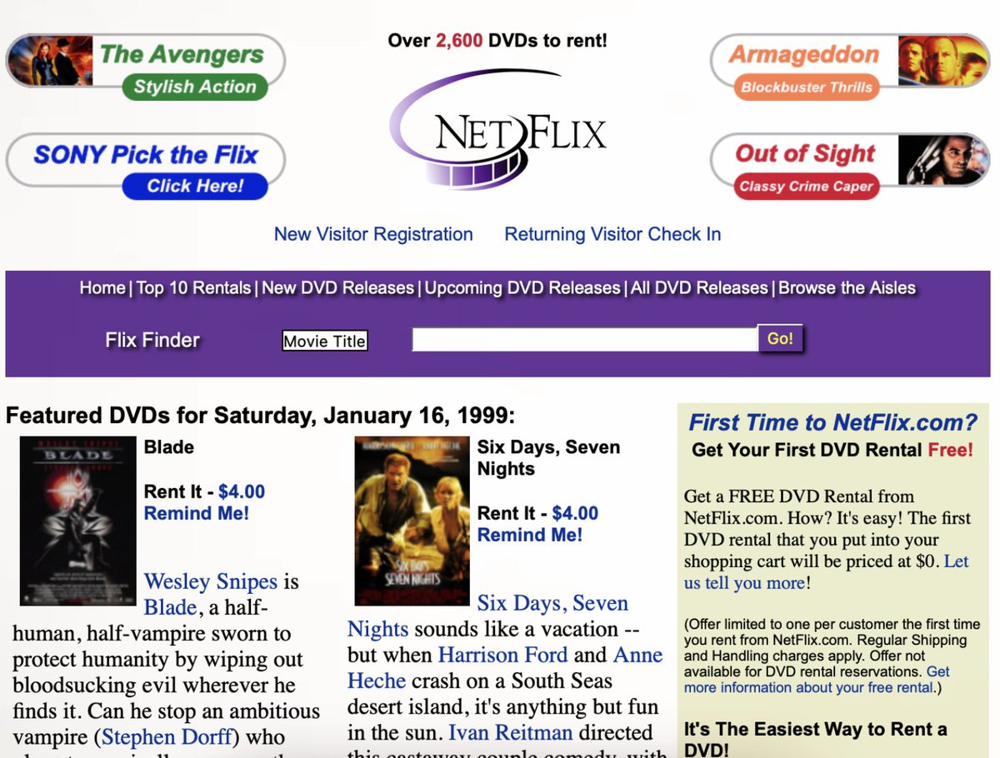 The Avengers
Stylish Action
Over 2,600 DVDs to rent!
Armageddon
Blockbuster Thrills
NETFLIX
SONY Pick the Flix
Click Here!
Out of Sight
Classy Crime Caper
New Visitor Registration Returning Visitor Check In
Home | Top 10 Rentals | New DVD Releases | Upcoming DVD Releases | All DVD Releases | Browse the Aisles
Flix Finder Movie Title Go!
Featured DVDs for Saturday, January 16, 1999:
WESLEY SNIPES
BLADE
Blade
Rent It - $4.00
Remind Me!
Wesley Snipes is
Blade, a half-
human, half-vampire sworn to
protect humanity by wiping out
bloodsucking evil wherever he
finds it. Can he stop an ambitious
vampire (Stephen Dorff) who
HARRISON FORD ANNE HECHE
SIX DAYS
SEVEN NIGHTS
Six Days, Seven
Nights
Rent It - $4.00
Remind Me!
Six Days, Seven
Nights sounds like a vacation --
but when Harrison Ford and Anne
Heche crash on a South Seas
desert island, it's anything but fun
in the sun. Ivan Reitman directed
this castaway couple comedy, with
First Time to NetFlix.com?
Get Your First DVD Rental Free!
Get a FREE DVD Rental from
NetFlix.com. How? It's easy! The first
DVD rental that you put into your
shopping cart will be priced at $0. Let
us tell you more!
(Offer limited to one per customer the first time
you rent from NetFlix.com. Regular Shipping
and Handling charges apply. Offer not
available for DVD rental reservations. Get
more information about your free rental.)
It's The Easiest Way to Rent a
DVD!